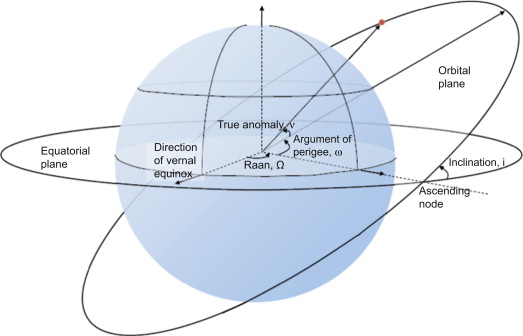 Orbital
plane
True anomaly, ν
Argument of
perigee, ω
Direction
of vernal
equinox
Equatorial
plane
Raan, Ω
Inclination, i
Ascending
node